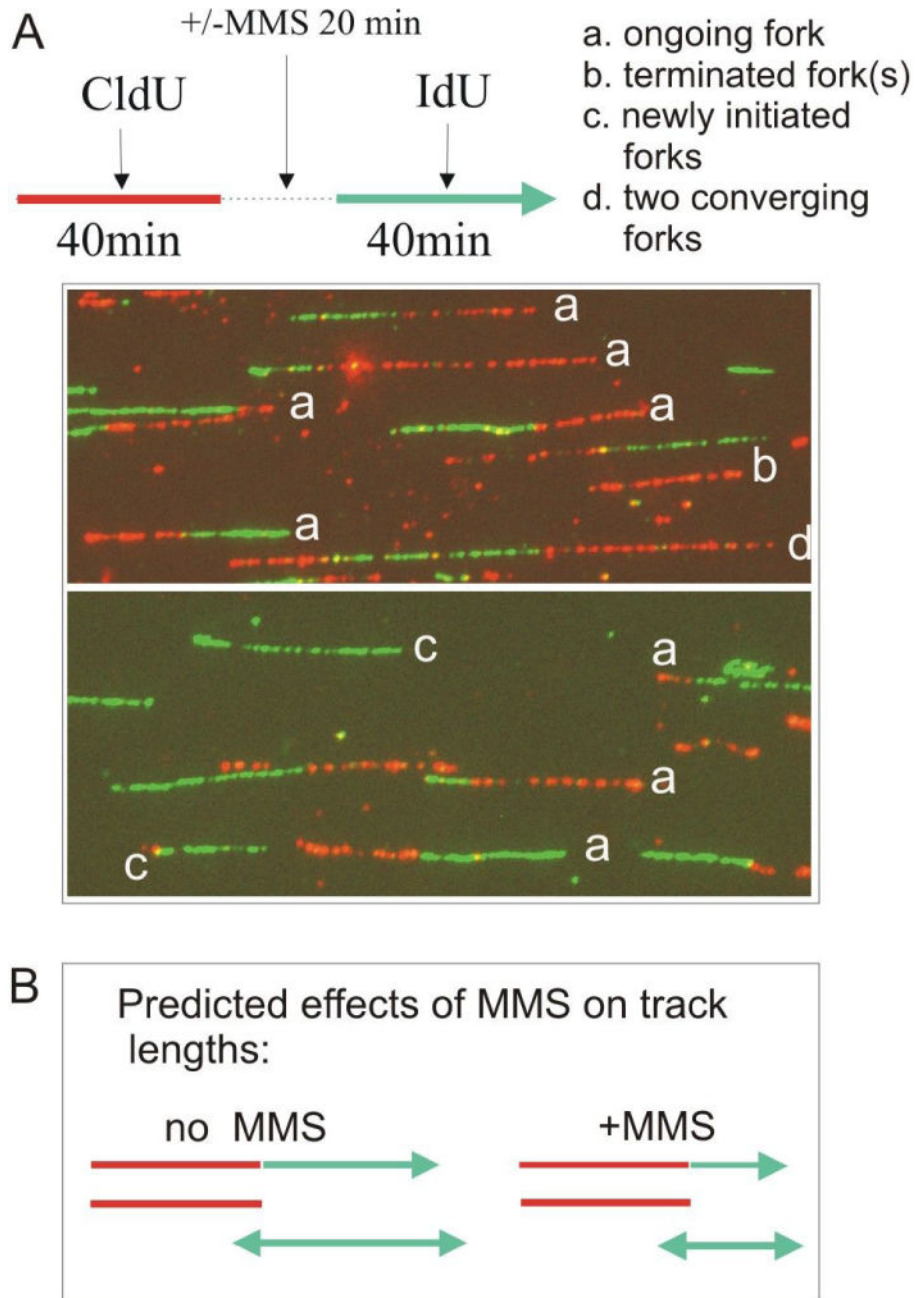 A
+/-MMS 20 min
CldU
IdU
40min
40min
a. ongoing fork
b. terminated fork(s)
c. newly initiated
forks
d. two converging
forks
a
a
a
a
b
a
d
c
a
a
c
a
B
Predicted effects of MMS on track
lengths:
no MMS
+MMS